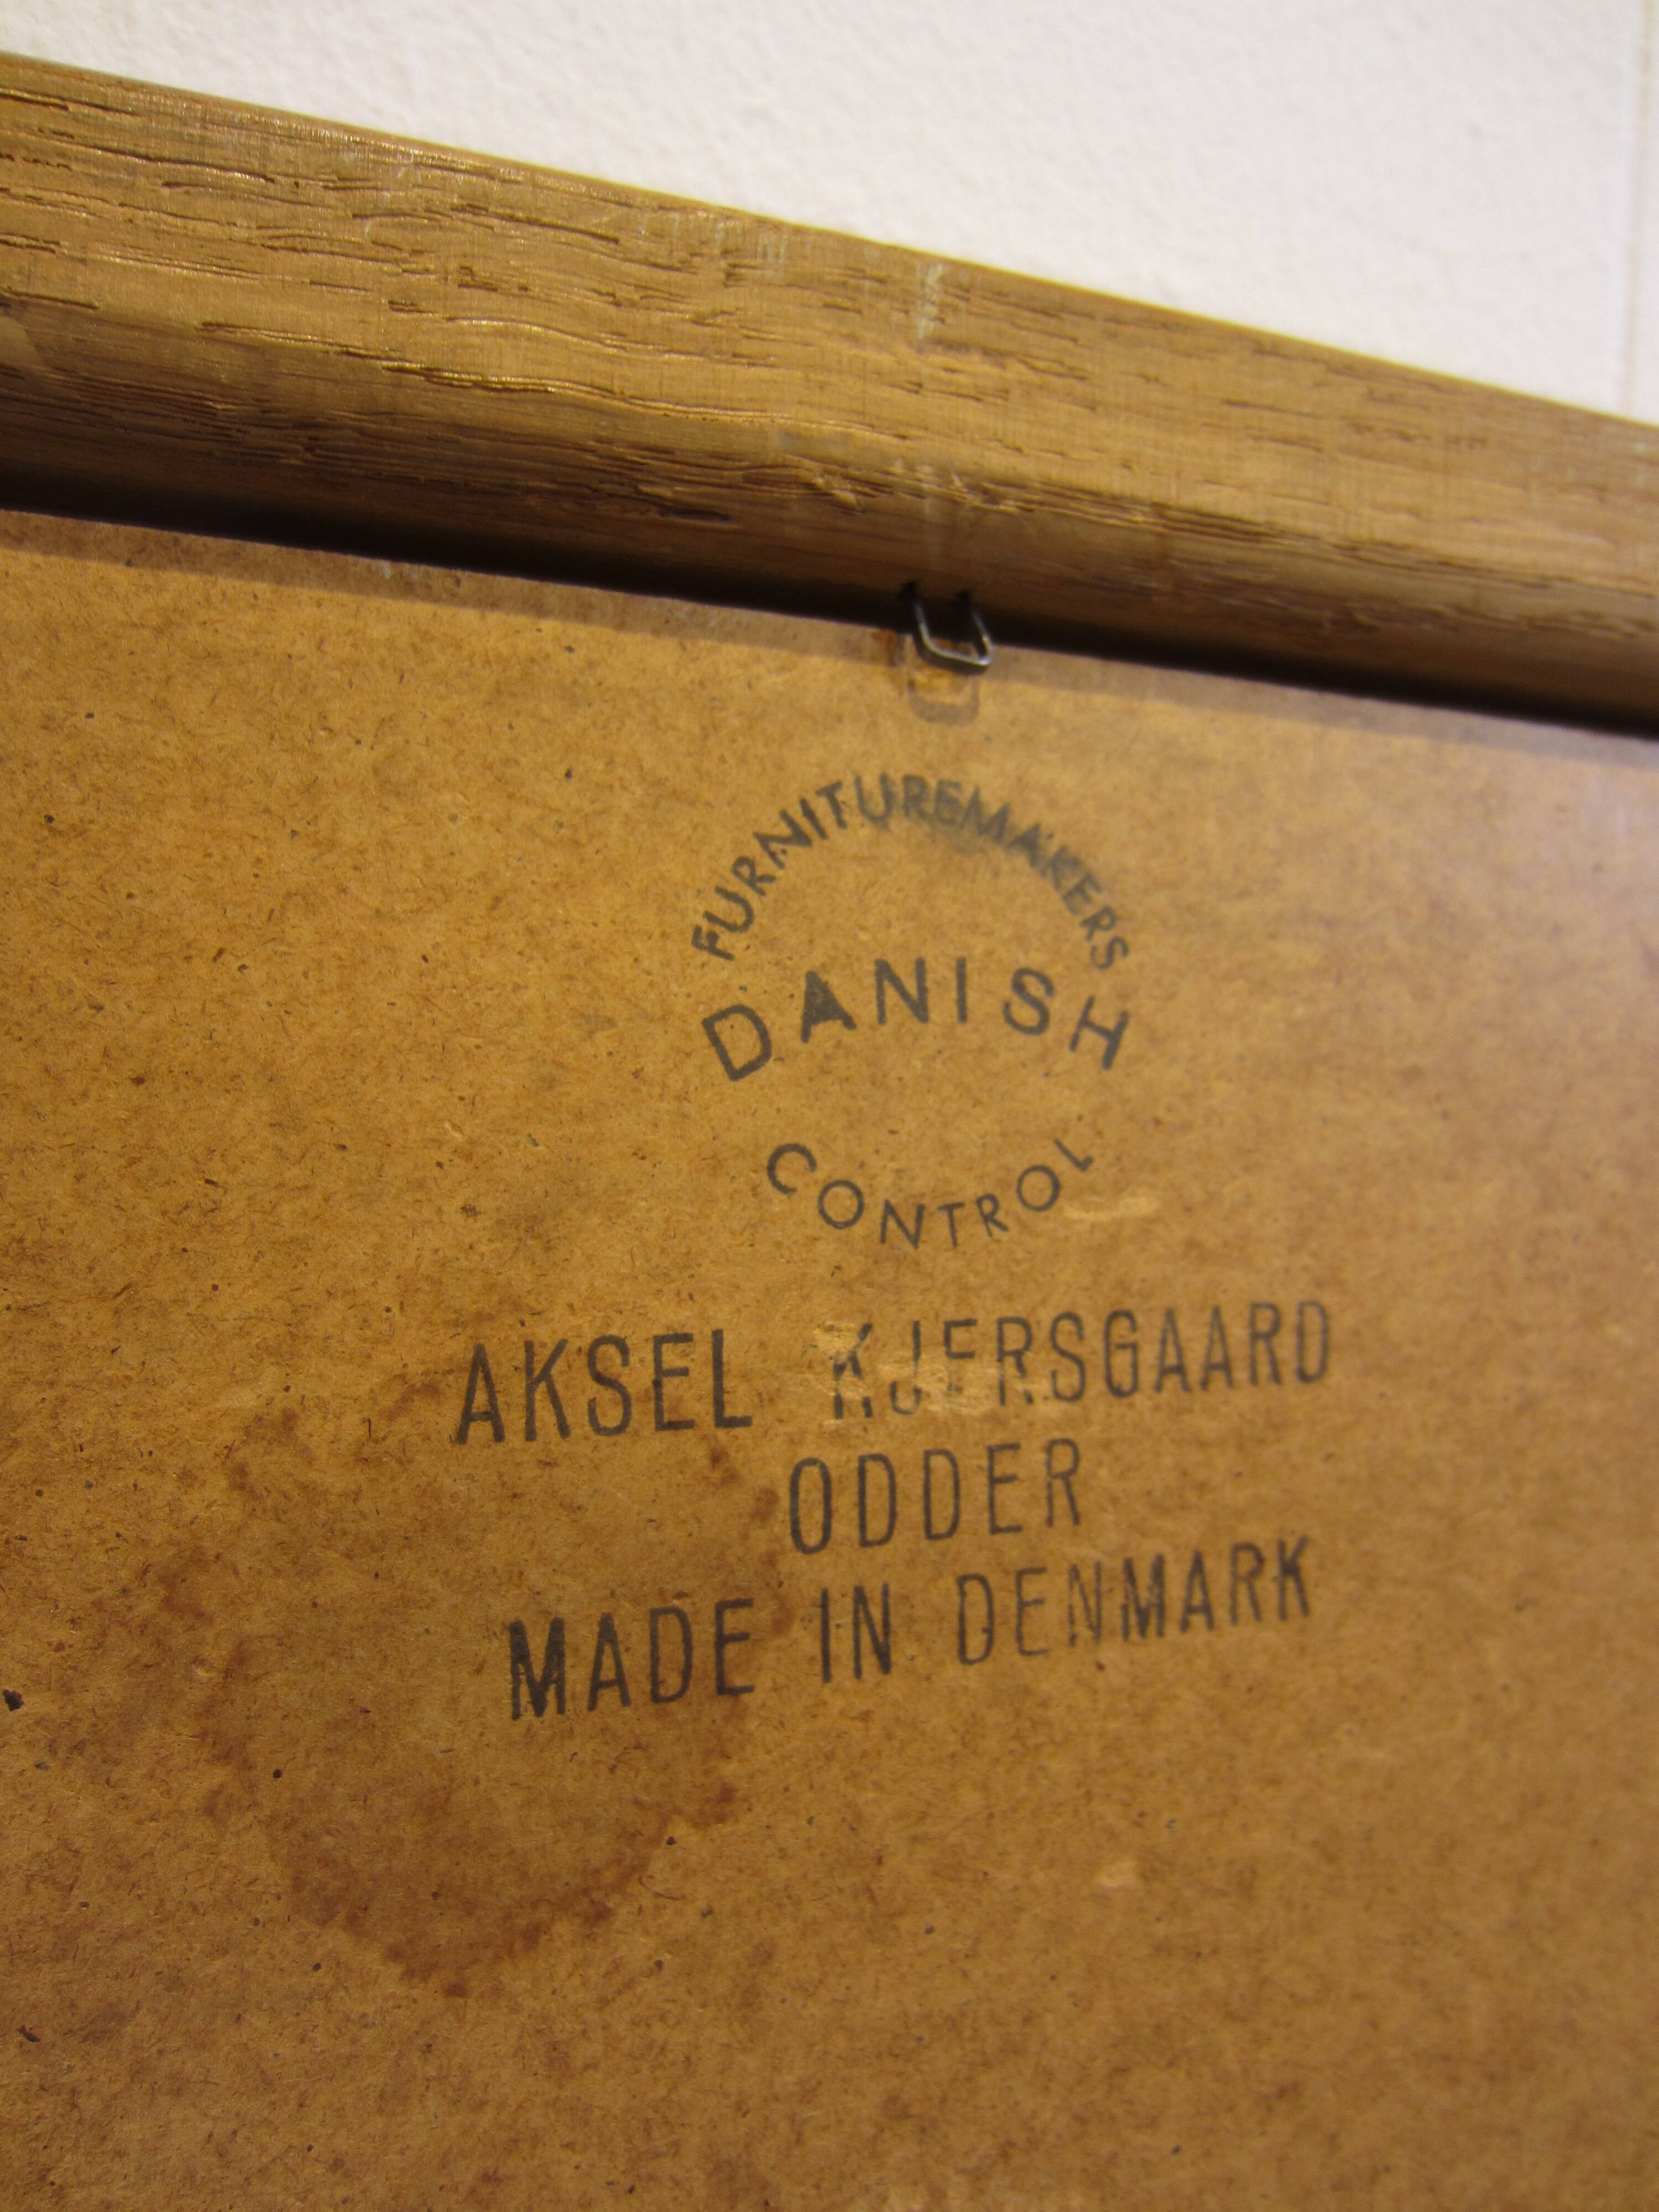 FURNITUREMAKERS
DANISH
CONTROL
AKSEL KJERSGAARD
ODDER
MADE IN DENMARK